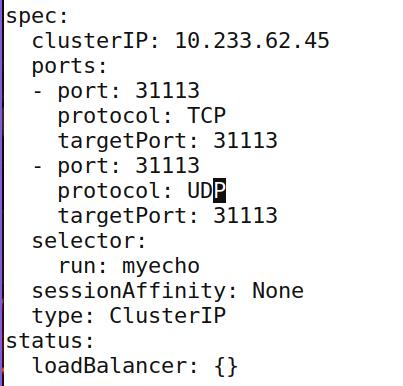 spec:
  clusterIP: 10.233.62.45
  ports:
  - port: 31113
    protocol: TCP
    targetPort: 31113
  - port: 31113
    protocol: UDP
    targetPort: 31113
  selector:
    run: myecho
  sessionAffinity: None
  type: ClusterIP
status:
  loadBalancer: {}